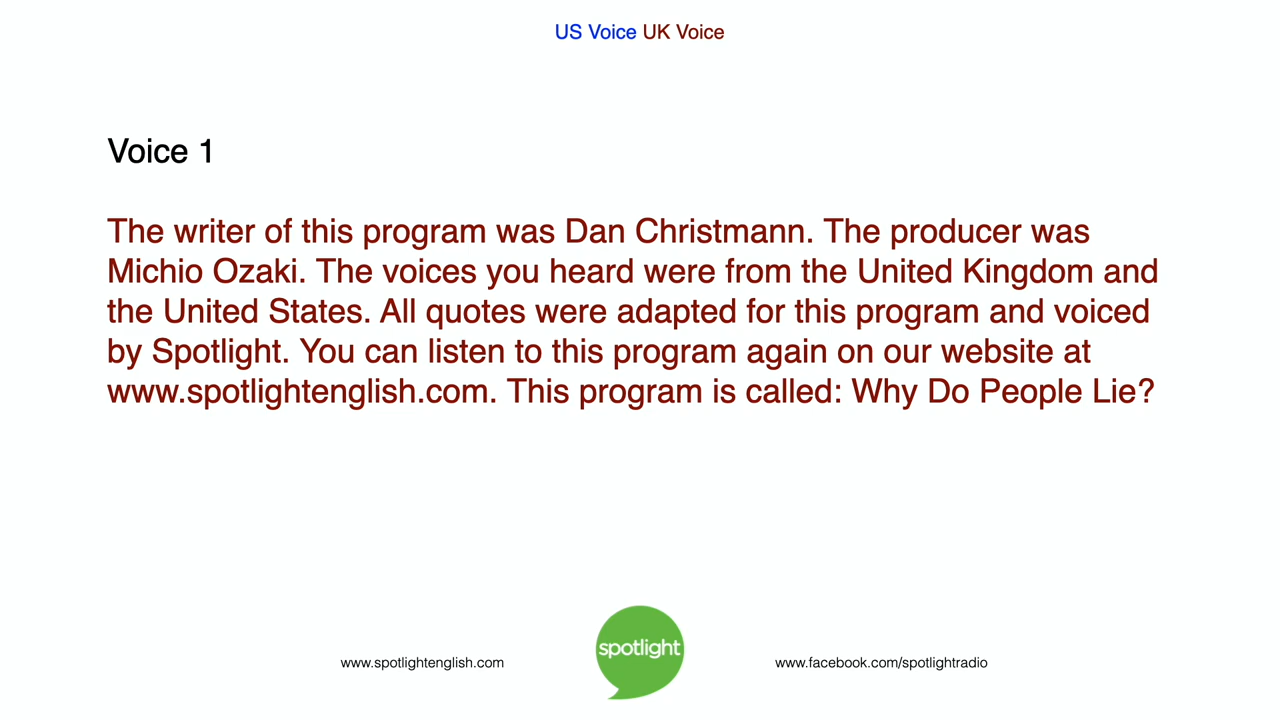 US Voice UK Voice
Voice 1
The writer of this program was Dan Christmann. The producer was
Michio Ozaki. The voices you heard were from the United Kingdom and
the United States. All quotes were adapted for this program and voiced
by Spotlight. You can listen to this program again on our website at
www.spotlightenglish.com. This program is called: Why Do People Lie?
spotlight
www.spotlightenglish.com
www.facebook.com/spotlightradio